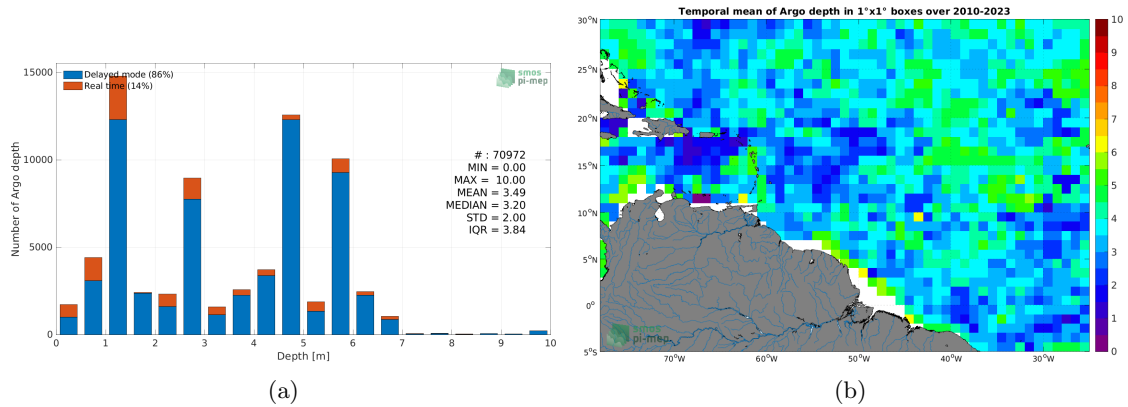 Temporal mean of Argo depth in 1°x1° boxes over 2010-2023
15000
10000
5000
0
Number of Argo depth
Delayed mode (86%)
Real time (14%)
smos
pi-mep
# : 70972
MIN = 0.00
MAX = 10.00
MEAN = 3.49
MEDIAN = 3.20
STD = 2.00
IQR = 3.84
0 1 2 3 4 5 6 7 8 9 10
Depth [m]
30°N
25°N
20°N
15°N
10°N
5°N
0°
5°S
70°W 60°W 50°W 40°W 30°W
smos
pi-mep
10
9
8
7
6
5
4
3
2
1
0
(a)
(b)